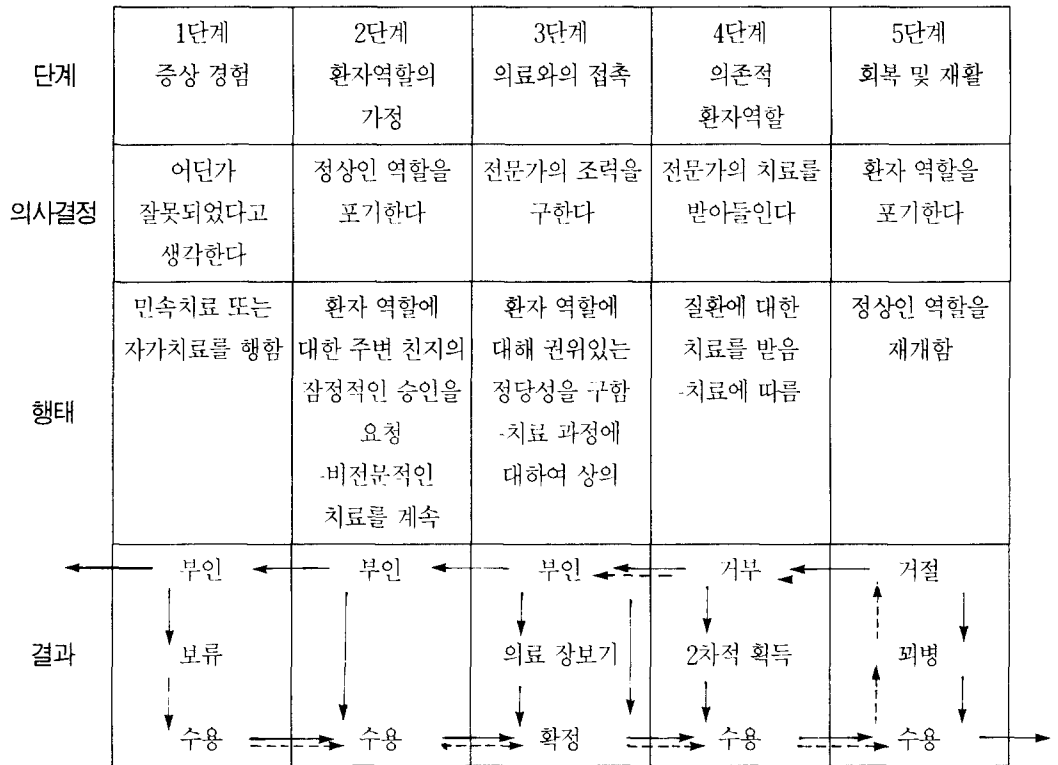 단계
1단계
증상 경험
2단계
환자역할의
가정
3단계
의료와의 접촉
4단계
의존적
환자역할
5단계
회복 및 재활
의사결정
어딘가
잘못되었다고
생각한다
정상인 역할을
포기한다
전문가의 조력을
구한다
전문가의 치료를
받아들인다
환자 역할을
포기한다
행태
민속치료 또는
자가치료를 행함
환자 역할에
대한 주변 친지의
잠정적인 승인을
요청
-비전문적인
치료를 계속
환자 역할에
대해 권위있는
정당성을 구함
-치료 과정에
대하여 상의
질환에 대한
치료를 받음
-치료에 따름
정상인 역할을
재개함
결과
부인
보류
수용
부인
수용
부인
의료 장보기
확정
거부
2차적 획득
수용
거절
꾀병
수용